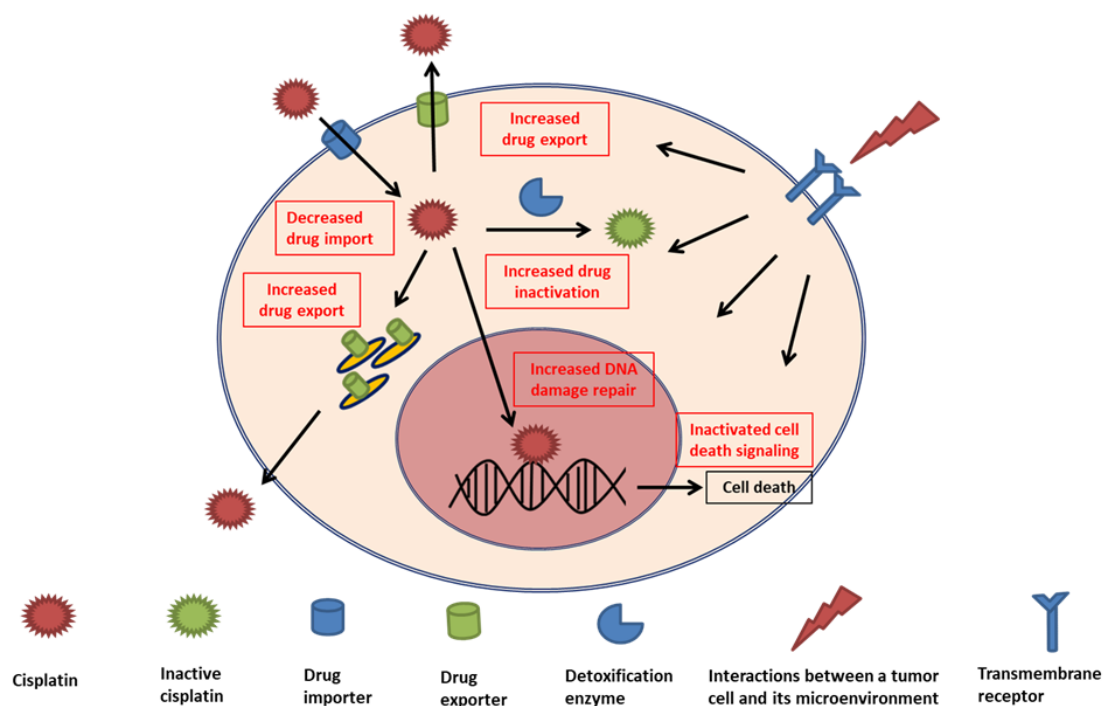 Increased
drug export
Decreased
drug import
Increased
drug export
Increased drug
inactivation
Increased DNA
damage repair
Inactivated cell
death signaling
Cell death
Cisplatin
Inactive
cisplatin
Drug
importer
Drug
exporter
Detoxification
enzyme
Interactions between a tumor
cell and its microenvironment
Transmembrane
receptor